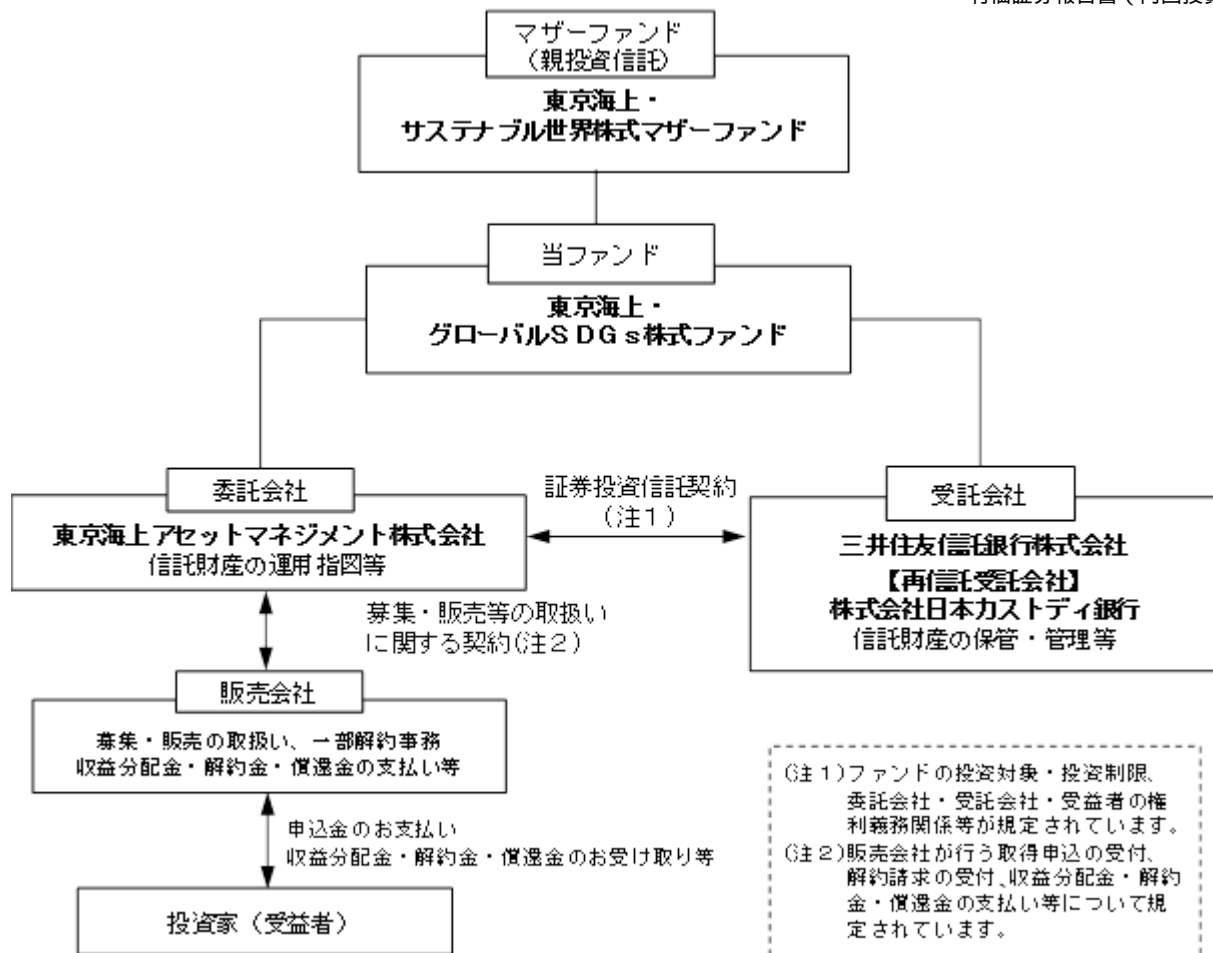 マザーファンド
(親投資信託)
東京海上・
サステナブル世界株式マザーファンド
当ファンド
東京海上・
グローバルSDGs株式ファンド
委託会社
東京海上アセットマネジメント株式会社
信託財産の運用指図等
証券投資信託契約
(注1)
受託会社
三井住友信託銀行株式会社
【再信託受託会社】
株式会社日本カストディ銀行
信託財産の保管・管理等
募集・販売等の取扱い
に関する契約(注2)
販売会社
募集・販売の取扱い、一部解約事務
収益分配金・解約金・償還金の支払い等
申込金のお支払い
収益分配金・解約金・償還金のお受け取り等
投資家(受益者)
(注1)ファンドの投資対象・投資制限、
委託会社・受託会社・受益者の権
利義務関係等が規定されています。
(注2)販売会社が行う取得申込の受付、
解約請求の受付、収益分配金・解約
金・償還金の支払い等について規
定されています。